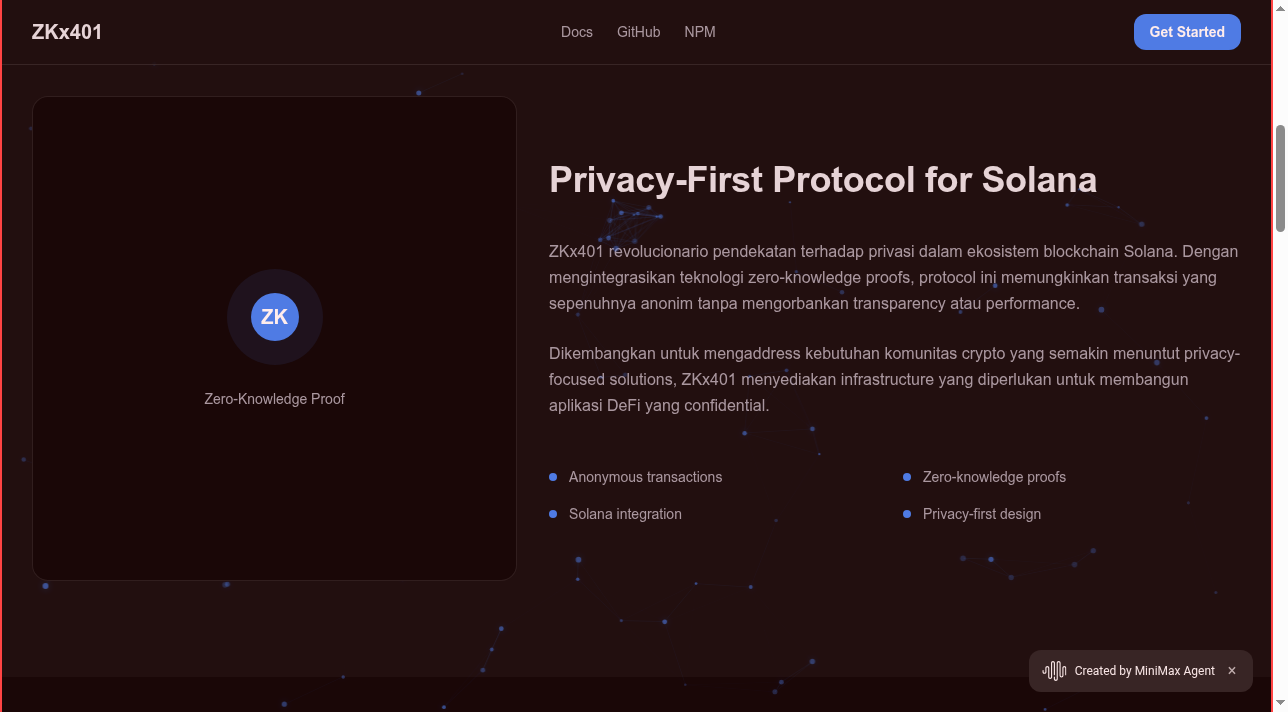 ZKx401
Docs
GitHub
NPM
Get Started
ZK
Zero-Knowledge Proof
Privacy-First Protocol for Solana
ZKx401 revolucionario pendekatan terhadap privasi dalam ekosistem blockchain Solana. Dengan
mengintegrasikan teknologi zero-knowledge proofs, protocol ini memungkinkan transaksi yang
sepenuhnya anonim tanpa mengorbankan transparency atau performance.
Dikembangkan untuk mengaddress kebutuhan komunitas crypto yang semakin menuntut privacy-
focused solutions, ZKx401 menyediakan infrastructure yang diperlukan untuk membangun
aplikasi DeFi yang confidential.
Anonymous transactions
Zero-knowledge proofs
Solana integration
Privacy-first design
Created by MiniMax Agent ×